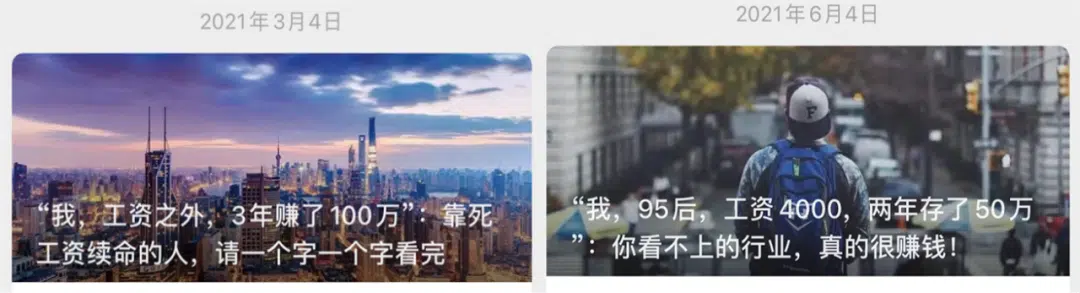 2021年3月4日
“我，工资之外，3年赚了100万”：靠死
工资续命的人，请一个字一个字看完
2021年6月4日
F
“我，95后，工资4000，两年存了50万
”：你看不上的行业，真的很赚钱！